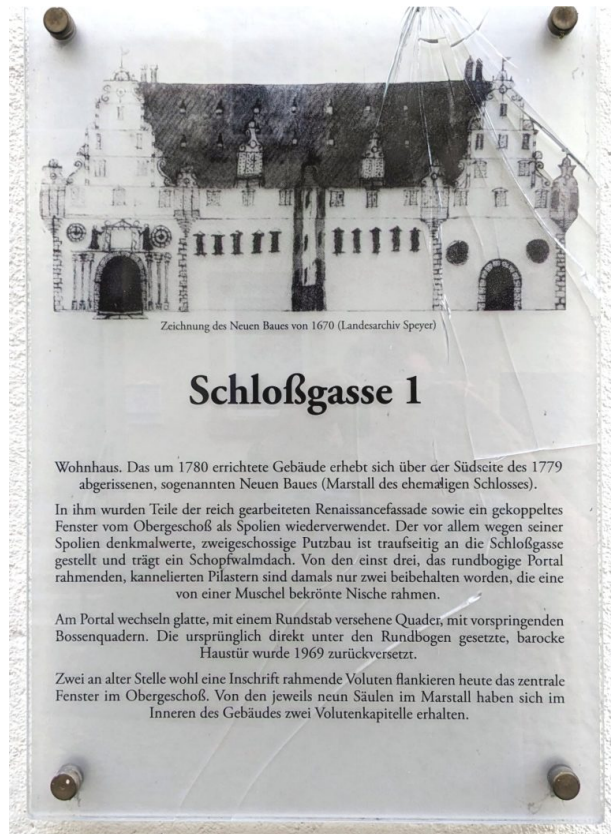 Zeichnung des Neuen Baues von 1670 (Landesarchiv Speyer)
Schloßgasse 1
Wohnhaus. Das um 1780 errichtete Gebäude erhebt sich über der Südseite des 1779
abgerissenen, sogenannten Neuen Baues (Marstall des ehemaligen Schlosses).
In ihm wurden Teile der reich gearbeiteten Renaissancefassade sowie ein gekoppeltes
Fenster vom Obergeschoß als Spolien wiederverwendet. Der vor allem wegen seiner
Spolien denkmalwerte, zweigeschossige Putzbau ist traufseitig an die Schloßgasse
gestellt und trägt ein Schopfwalmdach. Von den einst drei, das rundbogige Portal
rahmenden, kannelierten Pilastern sind damals nur zwei beibehalten worden, die eine
von einer Muschel bekrönte Nische rahmen.
Am Portal wechseln glatte, mit einem Rundstab versehene Quader, mit vorspringenden
Bossenquadern. Die ursprünglich direkt unter den Rundbogen gesetzte, barocke
Haustür wurde 1969 zurückversetzt.
Zwei an alter Stelle wohl eine Inschrift rahmende Voluten flankieren heute das zentrale
Fenster im Obergeschoß. Von den jeweils neun Säulen im Marstall haben sich im
Inneren des Gebäudes zwei Volutenkapitelle erhalten.